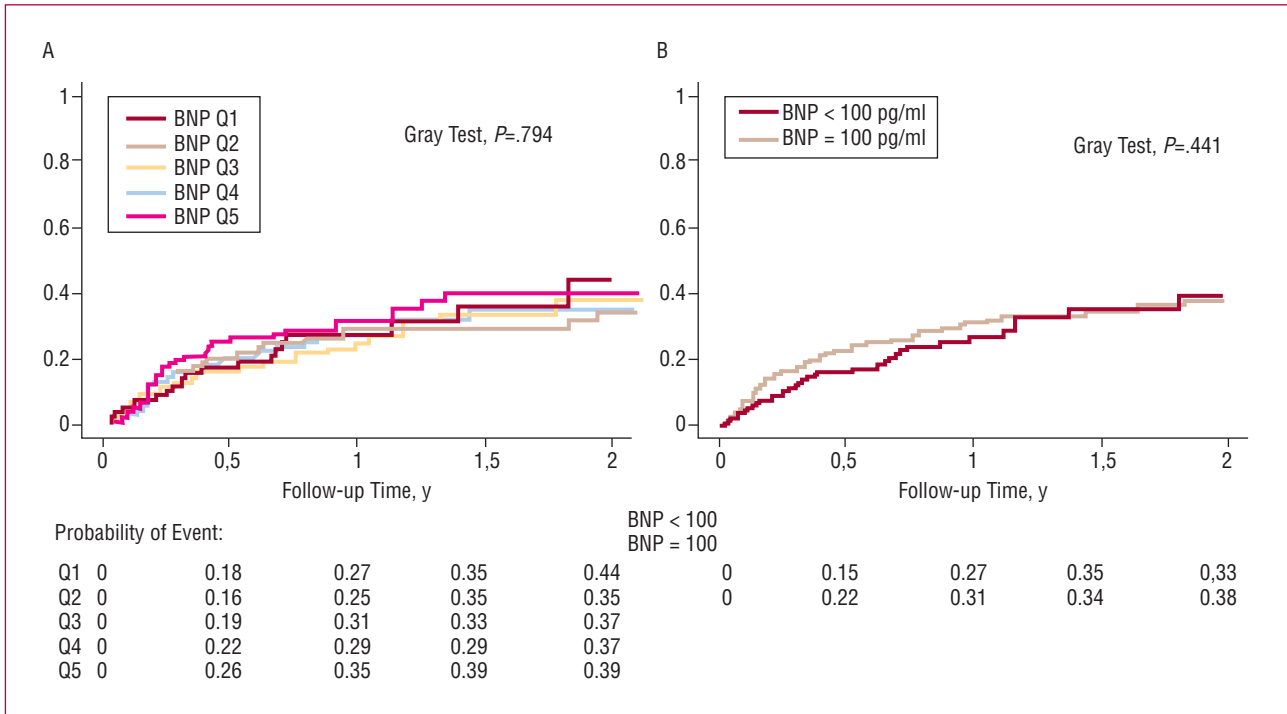 A
1
0.8
0.6
0.4
0.2
0
BNP Q1
BNP Q2
BNP Q3
BNP Q4
BNP Q5
Gray Test, P=.794
0 0,5 1 1,5 2
Follow-up Time, y
B
1
0.8
0.6
0.4
0.2
0
BNP < 100 pg/ml
BNP = 100 pg/ml
Gray Test, P=.441
0 0,5 1 1,5 2
Follow-up Time, y
Probability of Event:
Q1 0 0.18 0.27 0.35 0.44
Q2 0 0.16 0.25 0.35 0.35
Q3 0 0.19 0.31 0.33 0.37
Q4 0 0.22 0.29 0.29 0.37
Q5 0 0.26 0.35 0.39 0.39
BNP < 100
BNP = 100
0 0.15 0.27 0.35 0,33
0 0.22 0.31 0.34 0.38